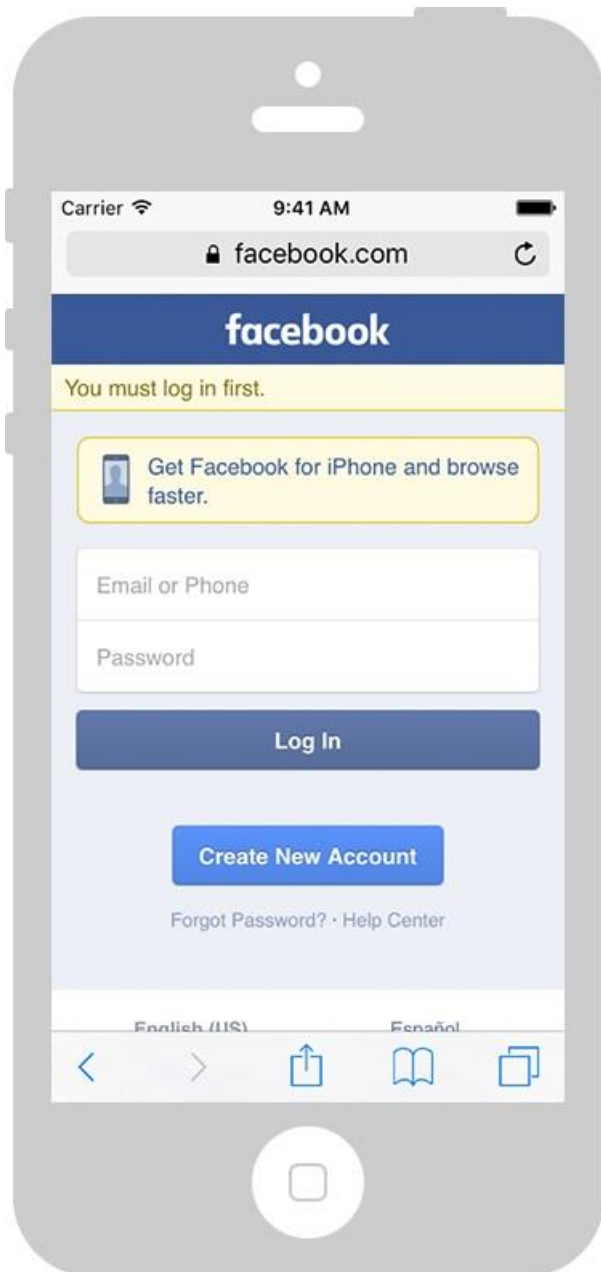 Carrier 9:41 AM
facebook.com
facebook
You must log in first.
Get Facebook for iPhone and browse
faster.
Email or Phone
Password
Log In
Create New Account
Forgot Password? · Help Center
English (US) Español